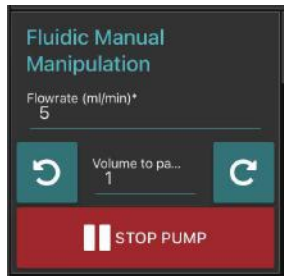 Fluidic Manual
Manipulation
Flowrate (ml/min)*
5
Volume to pa...
1
STOP PUMP